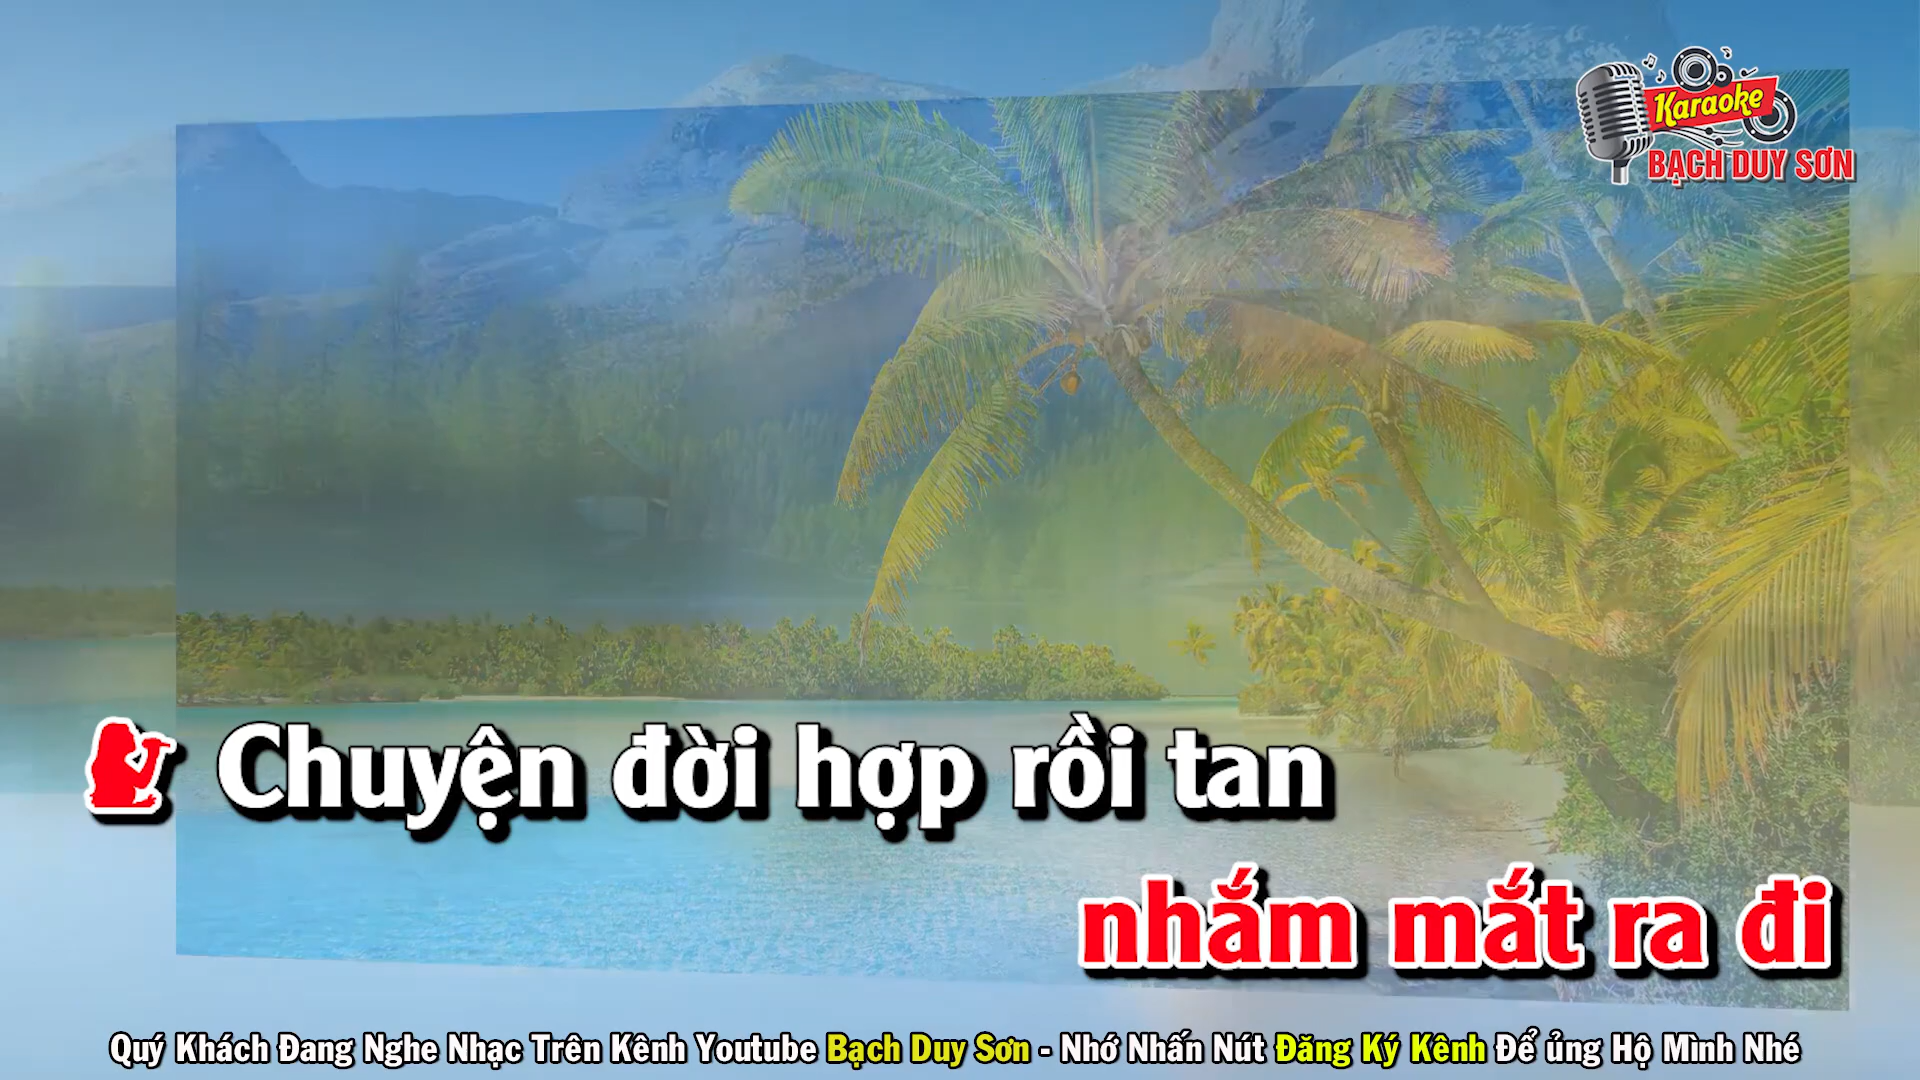 Karaoke
BẠCH DUY SƠN
Chuyện đời hợp rồi tan
nhắm mắt ra đi
Quý Khách Đang Nghe Nhạc Trên Kênh Youtube Bạch Duy Sơn - Nhớ Nhấn Nút Đăng Ký Kênh Để ủng Hộ Mình Nhé